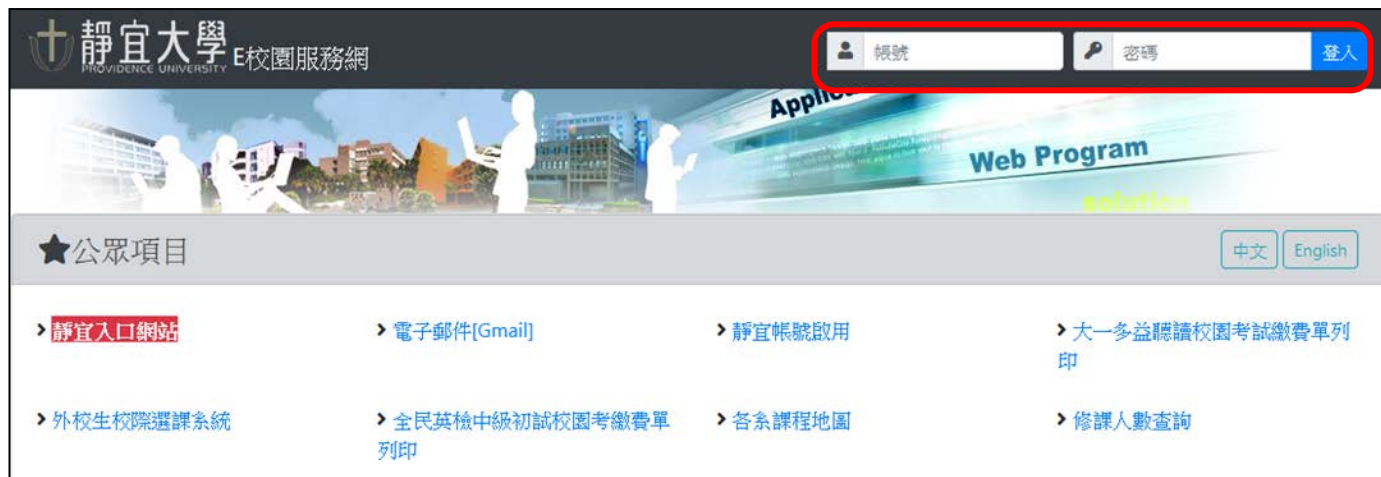 靜宜大學 E校園服務網
PROVIDENCE UNIVERSITY
帳號
密碼
登入
Web Program
solution
公眾項目
中文
English
靜宜入口網站
電子郵件[Gmail]
靜宜帳號啟用
大一多益聽讀校園考試繳費單列
印
外校生校際選課系統
全民英檢中級初試校園考繳費單
列印
各系課程地圖
修課人數查詢